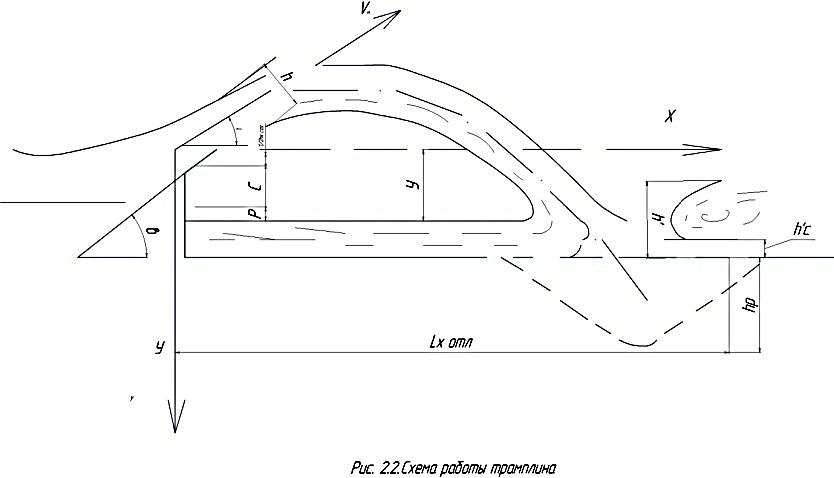 V
h
X
C
y
P
h'
h'c
Q
hp
y
Lx отл
Рис. 2.2.Схема работы трамплина